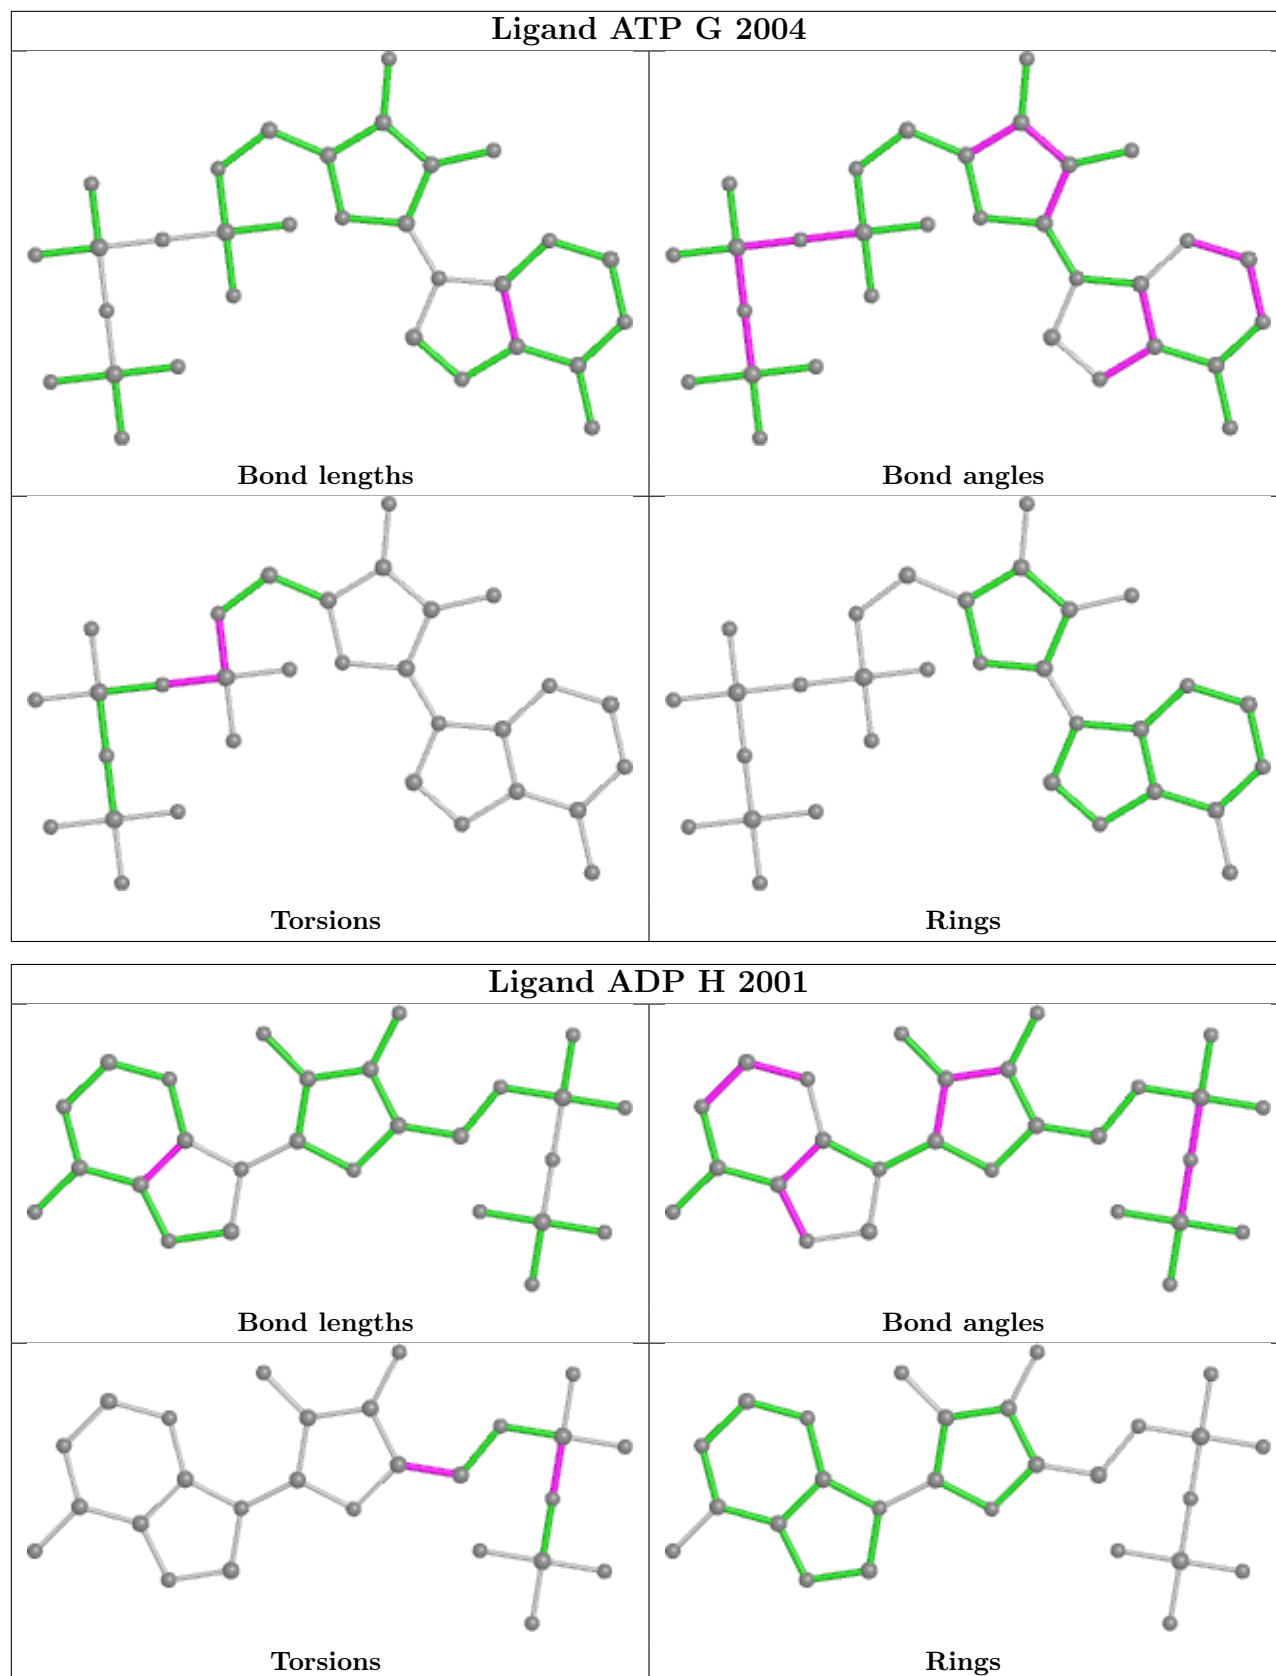 Ligand ATP G 2004
Bond lengths
Bond angles
Torsions
Rings
Ligand ADP H 2001
Bond lengths
Bond angles
Torsions
Rings